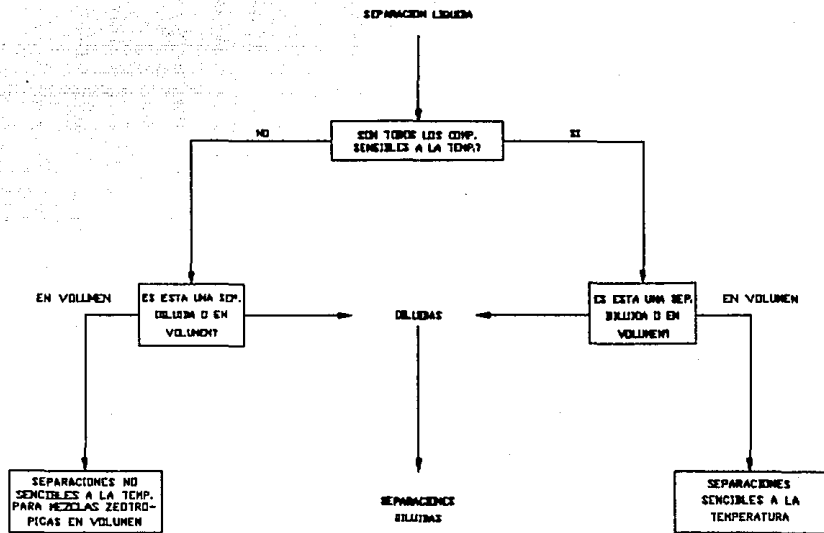 SEPARACION LIQUIDA
SON TODOS LOS COMP.
SENCIBLES A LA TEMP.?
NO
SI
EN VOLUMEN
ES ESTA UNA SEP.
DILUIDA O EN
VOLUMEN?
DILUIDAS
ES ESTA UNA SEP.
DILUIDA O EN
VOLUMEN?
EN VOLUMEN
SEPARACIONES NO
SENCIBLES A LA TEMP.
PARA MEZCLAS ZEOTRO-
PICAS EN VOLUMEN
SEPARACIONES
DILUIDAS
SEPARACIONES
SENCIBLES A LA
TEMPERATURA